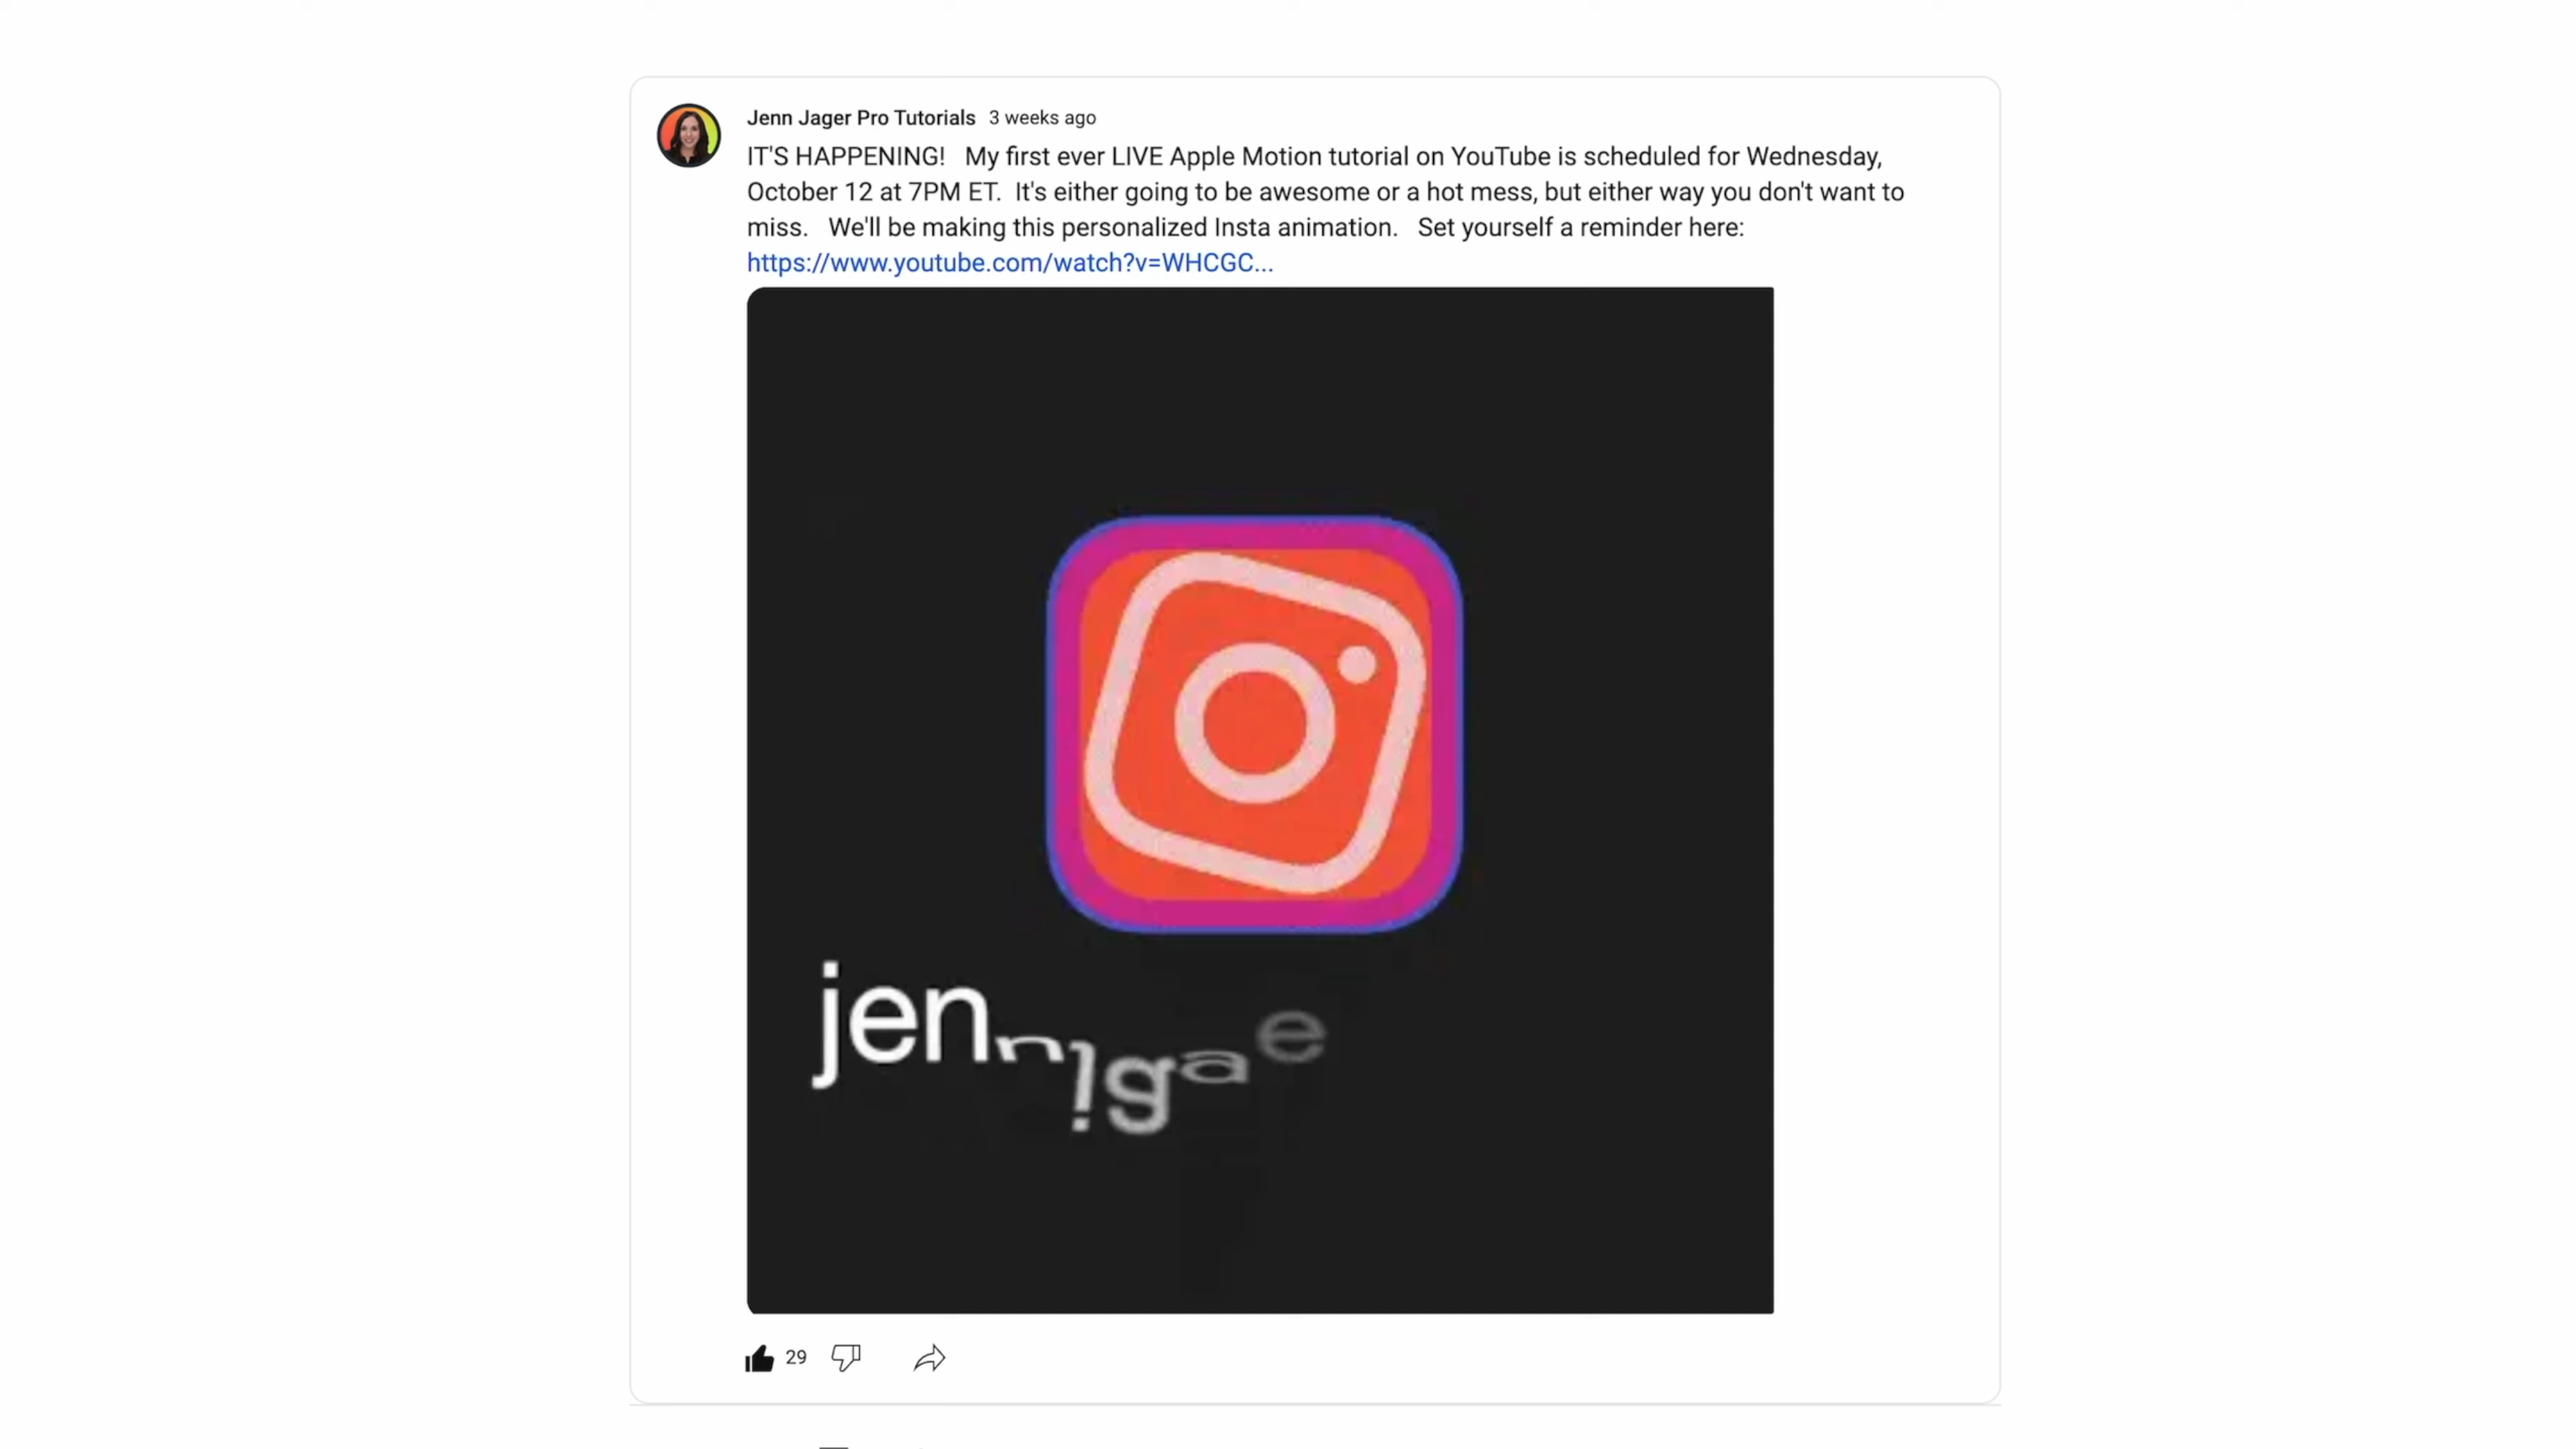 Jenn Jager Pro Tutorials 3 weeks ago
IT'S HAPPENING! My first ever LIVE Apple Motion tutorial on YouTube is scheduled for Wednesday,
October 12 at 7PM ET. It's either going to be awesome or a hot mess, but either way you don't want to
miss. We'll be making this personalized Insta animation. Set yourself a reminder here:
https://www.youtube.com/watch?v=WHCGC...
jennjgae
29